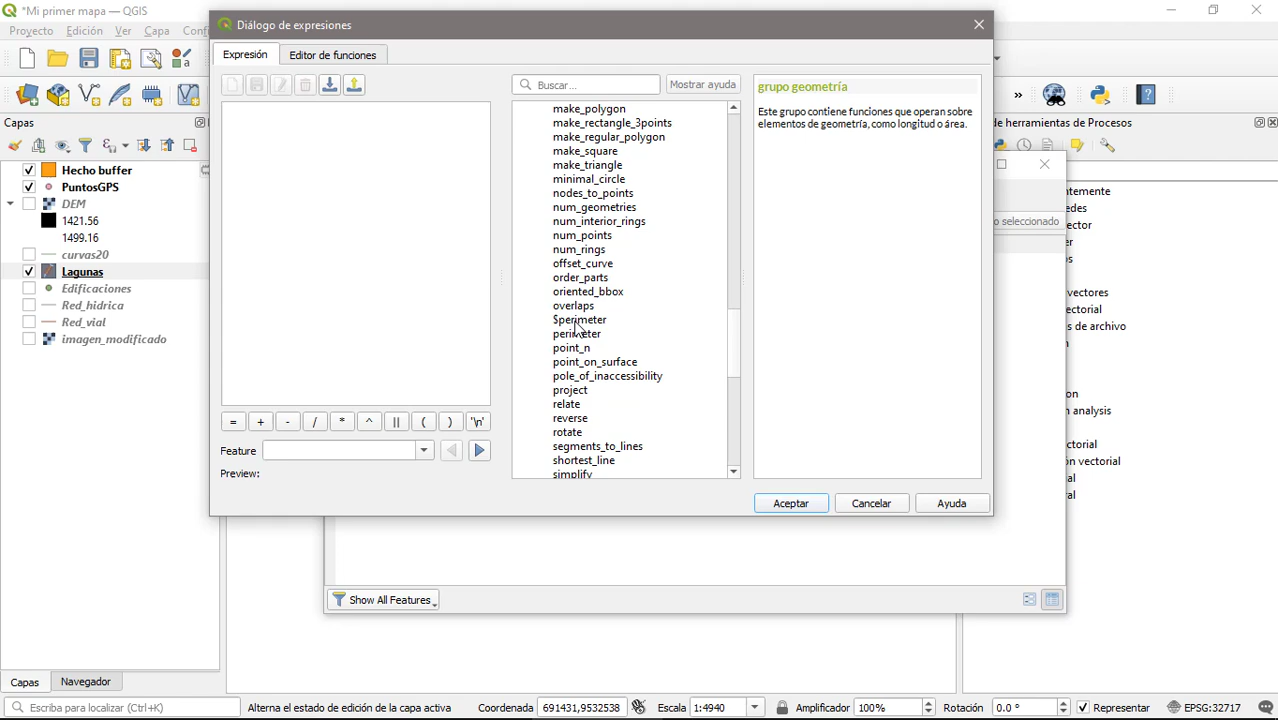 *Mi primer mapa — QGIS
Proyecto Edición Ver Capa
Diálogo de expresiones
Expresión
Editor de funciones
Buscar...
Mostrar ayuda
make_polygon
make_rectangle_3points
make_regular_polygon
make_square
make_triangle
minimal_circle
nodes_to_points
num_geometries
num_interior_rings
num_points
num_rings
offset_curve
order_parts
oriented_bbox
overlaps
$perimeter
perimeter
point_n
point_on_surface
pole_of_inaccessibility
project
relate
reverse
rotate
segments_to_lines
shortest_line
simplify
grupo geometría
Este grupo contiene funciones que operan sobre
elementos de geometría, como longitud o área.
= + - / * ^ || ( ) '\n'
Feature
Preview:
Aceptar
Cancelar
Ayuda
Capas
Hecho buffer
PuntosGPS
DEM
1421.56
1499.16
curvas20
Lagunas
Edificaciones
Red_hidrica
Red_vial
imagen_modificado
de herramientas de Procesos
o seleccionado
vectores
de archivo
on analysis
Show All Features
Capas
Navegador
Escriba para localizar (Ctrl+K)
Alterna el estado de edición de la capa activa
Coordenada 691431,9532538
Escala 1:4940
Amplificador 100%
Rotación 0.0 °
Representar
EPSG:32717